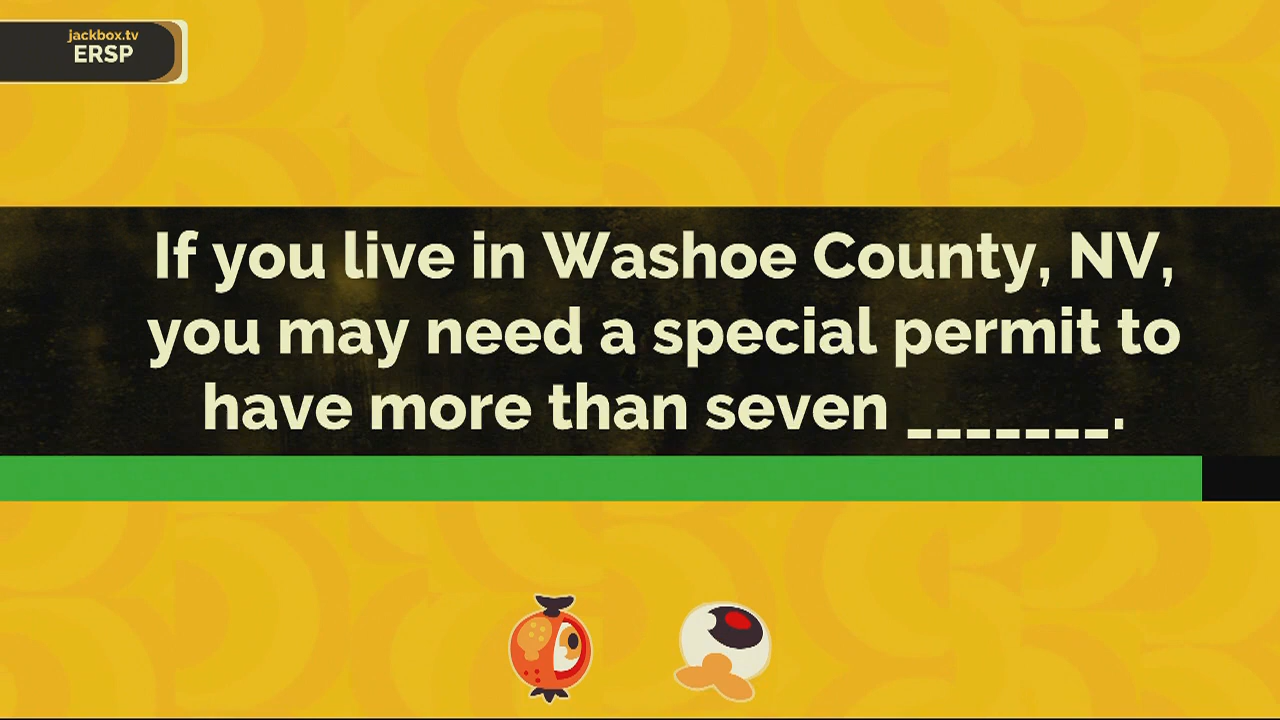 jackbox.tv
ERSP
If you live in Washoe County, NV,
you may need a special permit to
have more than seven _______.